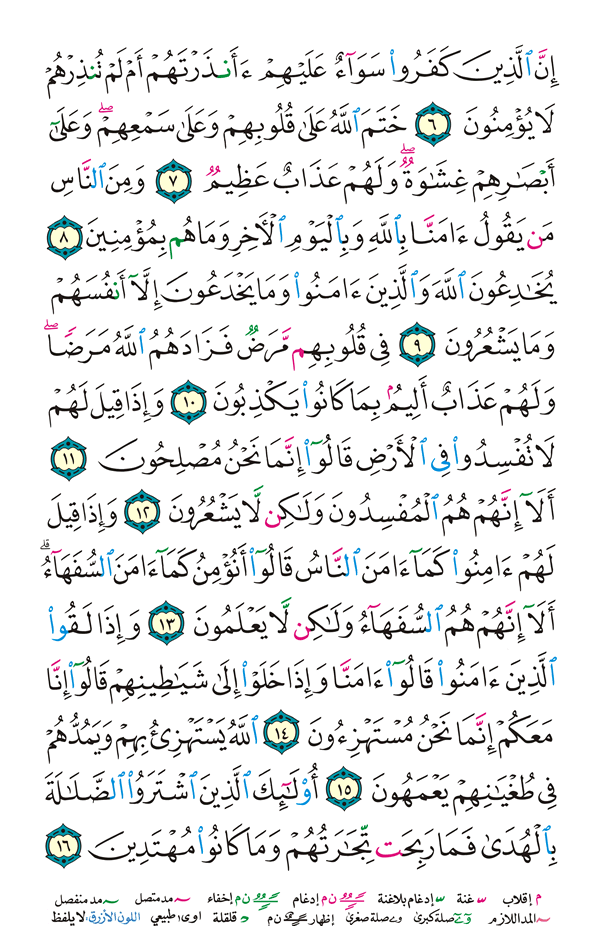 إِنَّ ٱلَّذِينَ كَفَرُوا۟ سَوَآءٌ عَلَيْهِمْ ءَأَنذَرْتَهُمْ أَمْ لَمْ تُنذِرْهُمْ
لَا يُؤْمِنُونَ ٦ خَتَمَ ٱللَّهُ عَلَىٰ قُلُوبِهِمْ وَعَلَىٰ سَمْعِهِمْ ۖ وَعَلَىٰٓ
أَبْصَـٰرِهِمْ غِشَـٰوَةٌ ۖ وَلَهُمْ عَذَابٌ عَظِيمٌ ٧ وَمِنَ ٱلنَّاسِ
مَن يَقُولُ ءَامَنَّا بِٱللَّهِ وَبِٱلْيَوْمِ ٱلْأَخِرِ وَمَا هُم بِمُؤْمِنِينَ ٨
يُخَـٰدِعُونَ ٱللَّهَ وَٱلَّذِينَ ءَامَنُوا۟ وَمَا يَخْدَعُونَ إِلَّآ أَنفُسَهُمْ
وَمَا يَشْعُرُونَ ٩ فِى قُلُوبِهِم مَّرَضٌ فَزَادَهُمُ ٱللَّهُ مَرَضًا ۖ
وَلَهُمْ عَذَابٌ أَلِيمٌۢ بِمَا كَانُوا۟ يَكْذِبُونَ ١٠ وَإِذَا قِيلَ لَهُمْ
لَا تُفْسِدُوا۟ فِى ٱلْأَرْضِ قَالُوٓا۟ إِنَّمَا نَحْنُ مُصْلِحُونَ ١١
أَلَآ إِنَّهُمْ هُمُ ٱلْمُفْسِدُونَ وَلَـٰكِن لَّا يَشْعُرُونَ ١٢ وَإِذَا قِيلَ
لَهُمْ ءَامِنُوا۟ كَمَآ ءَامَنَ ٱلنَّاسُ قَالُوٓا۟ أَنُؤْمِنُ كَمَآ ءَامَنَ ٱلسُّفَهَآءُ ۗ
أَلَآ إِنَّهُمْ هُمُ ٱلسُّفَهَآءُ وَلَـٰكِن لَّا يَعْلَمُونَ ١٣ وَإِذَا لَقُوا۟
ٱلَّذِينَ ءَامَنُوا۟ قَالُوٓا۟ ءَامَنَّا وَإِذَا خَلَوْا۟ إِلَىٰ شَيَـٰطِينِهِمْ قَالُوٓا۟ إِنَّا
مَعَكُمْ إِنَّمَا نَحْنُ مُسْتَهْزِءُونَ ١٤ ٱللَّهُ يَسْتَهْزِئُ بِهِمْ وَيَمُدُّهُمْ
فِى طُغْيَـٰنِهِمْ يَعْمَهُونَ ١٥ أُو۟لَـٰٓئِكَ ٱلَّذِينَ ٱشْتَرَوُا۟ ٱلضَّلَـٰلَةَ
بِٱلْهُدَىٰ فَمَا رَبِحَت تِّجَـٰرَتُهُمْ وَمَا كَانُوا۟ مُهْتَدِينَ ١٦
م إقلاب غنة إدغام بلاغنة ن م إدغام ن م إخفاء مد متصل مد منفصل
المد اللازم صلة كبرى صلة صغرى إظهار ن م قلقلة اوى طبيعي اللون الأزرق: لا يلفظ